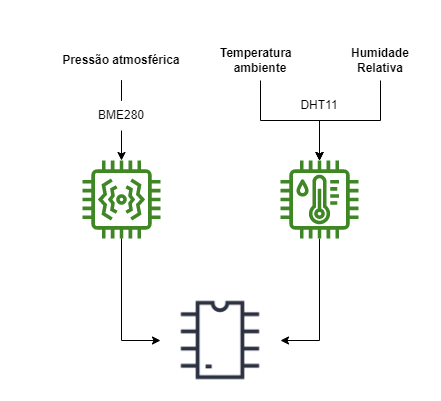 Pressão atmosférica
Temperatura
ambiente
Humidade
Relativa
BME280
DHT11